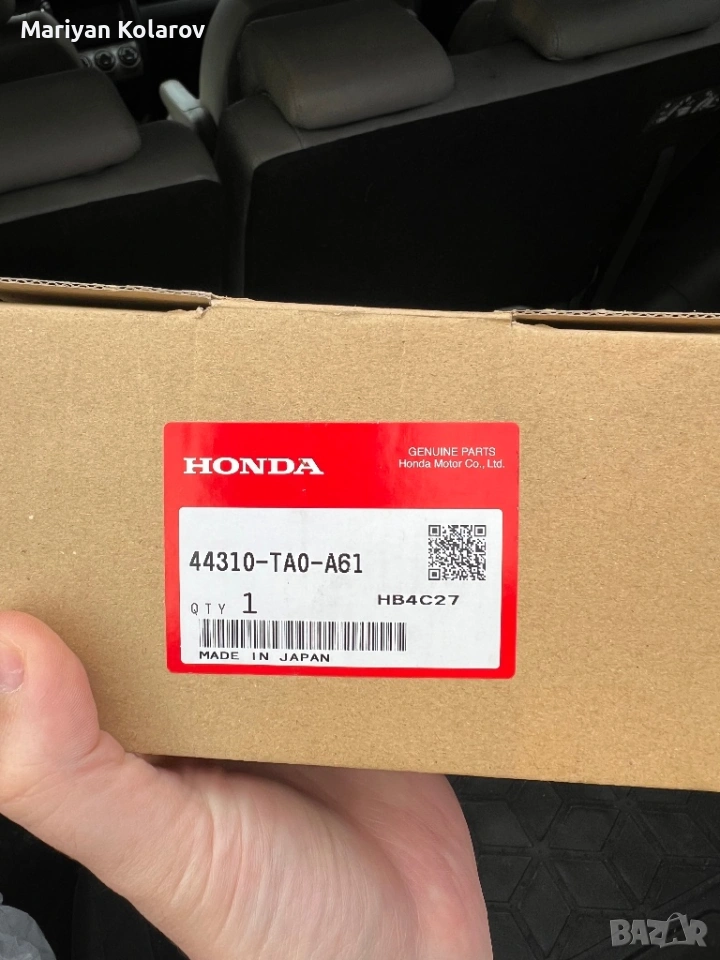 Mariyan Kolarov
HONDA
GENUINE PARTS
Honda Motor Co., Ltd.
44310-TA0-A61
QTY 1
HB4C27
MADE IN JAPAN
BAZAR